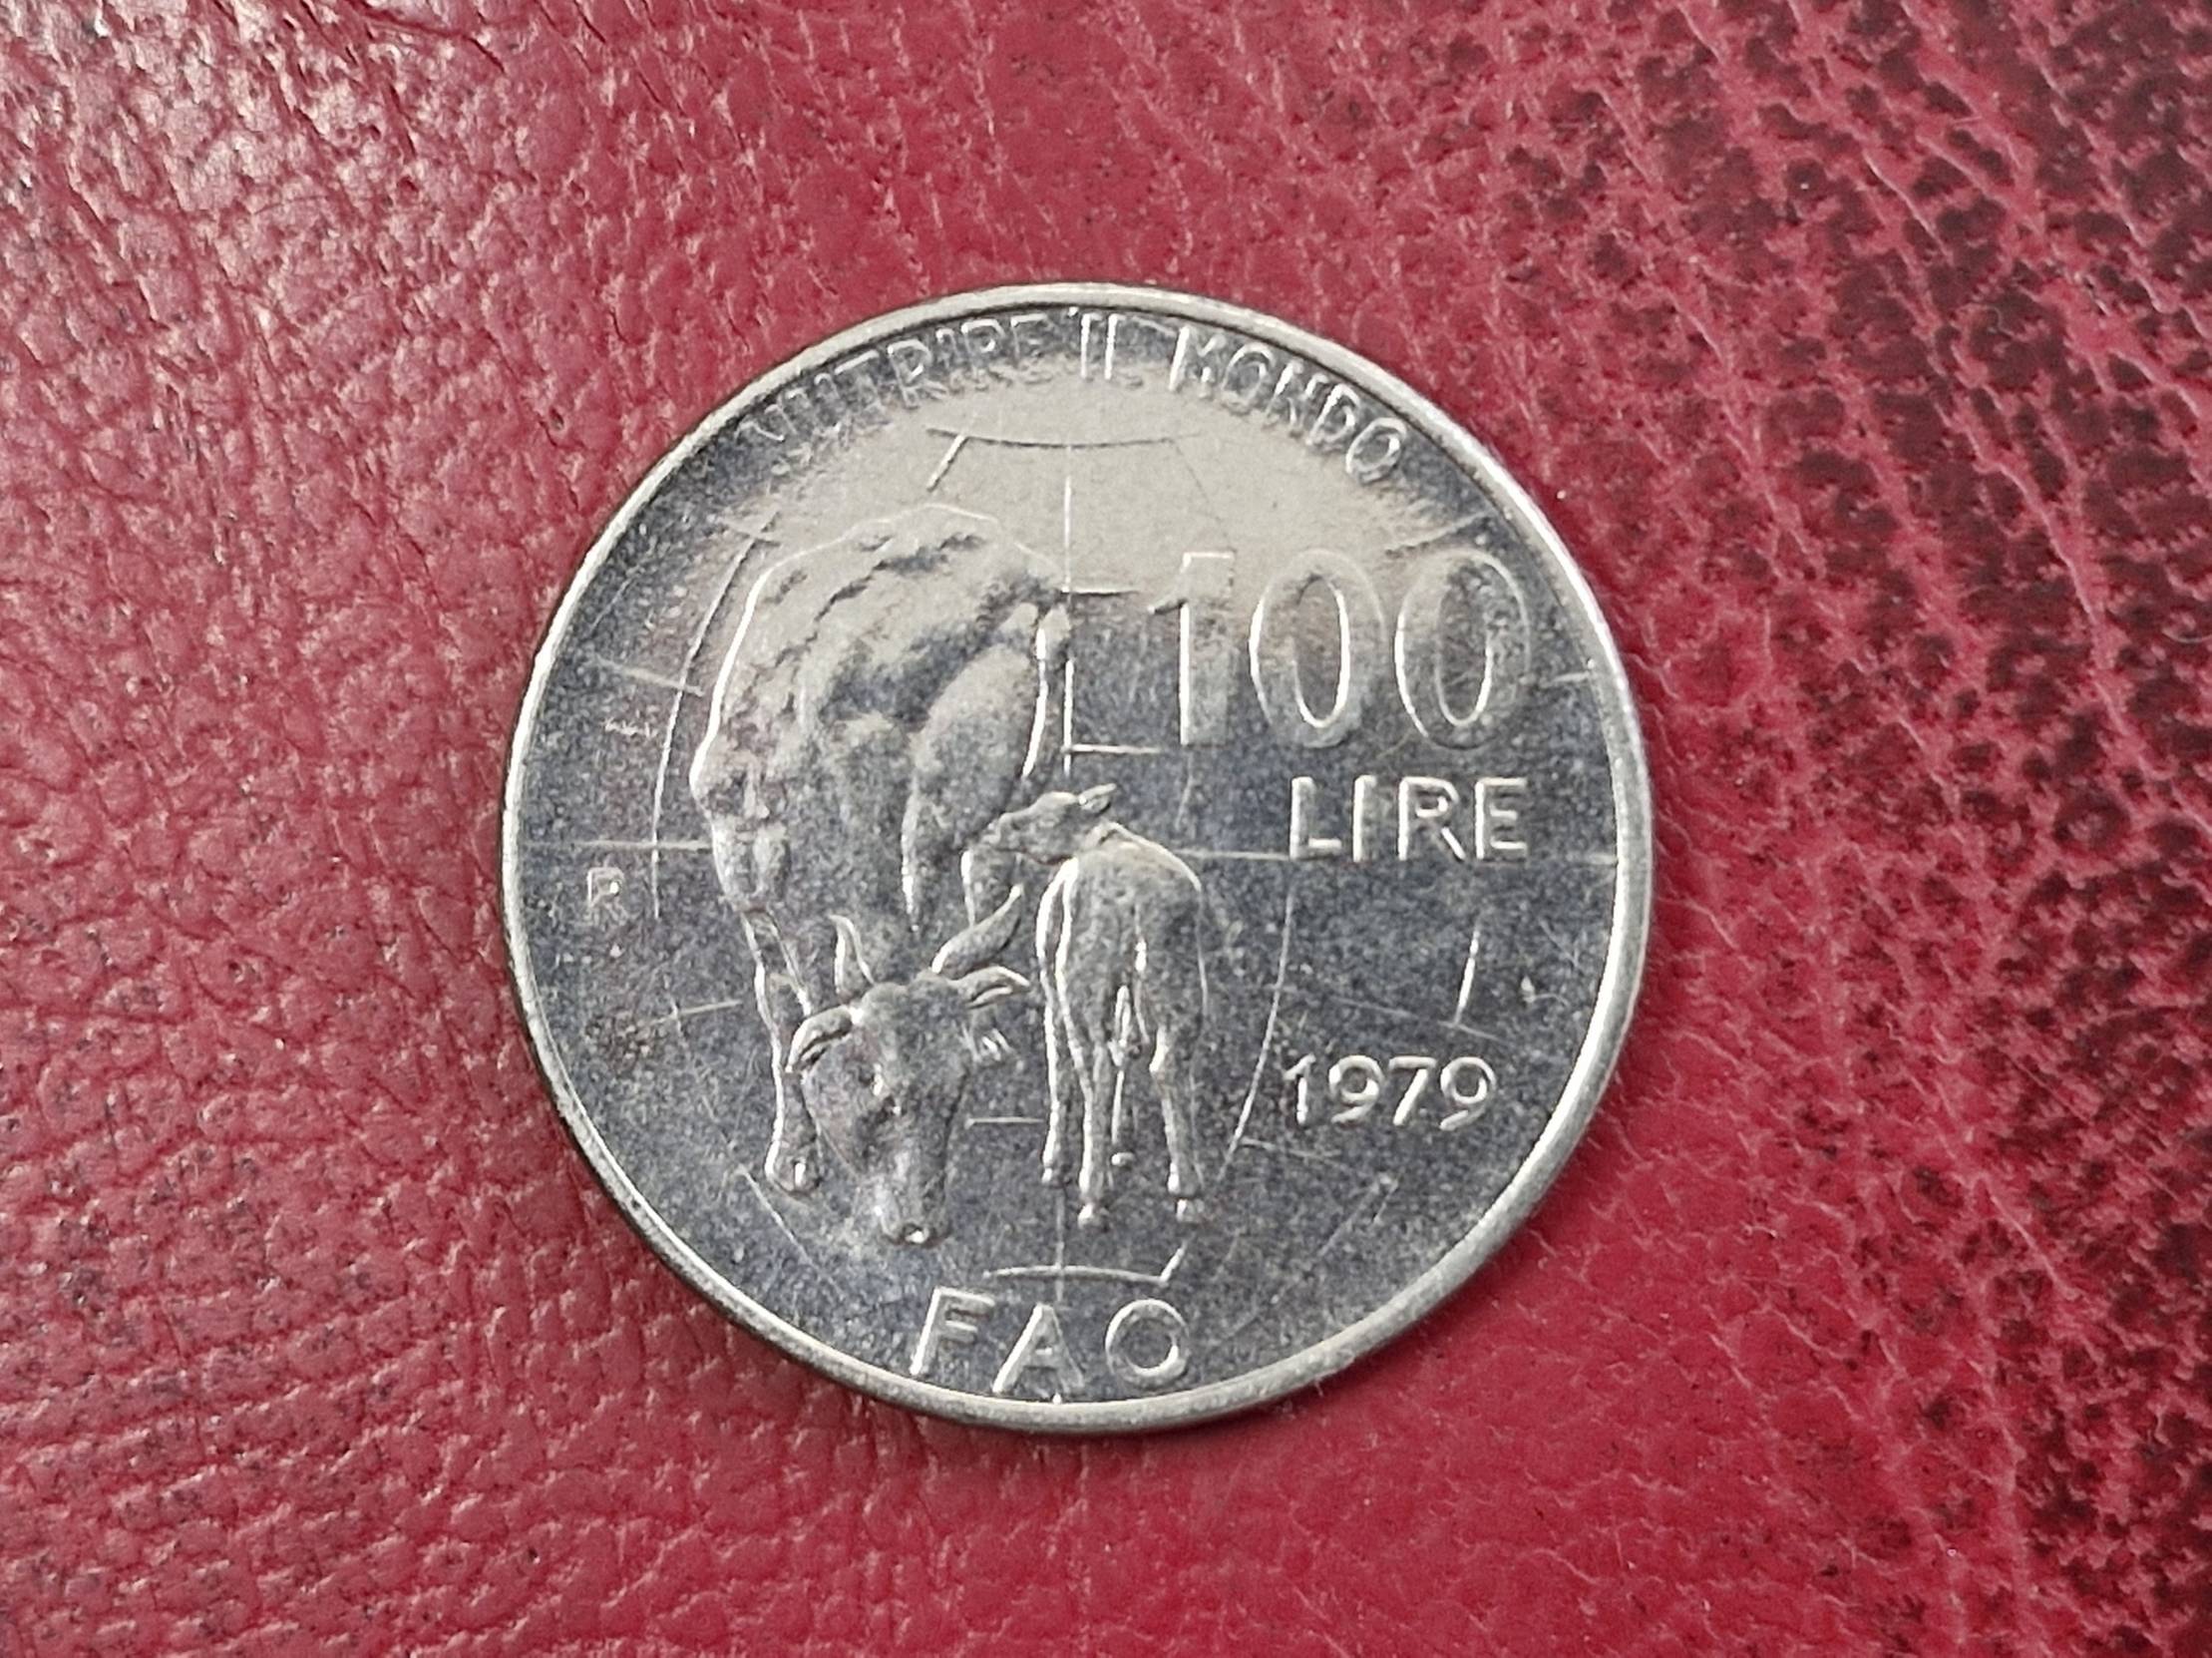 NUTRIRE IL MONDO
100
LIRE
R
1979
FAO